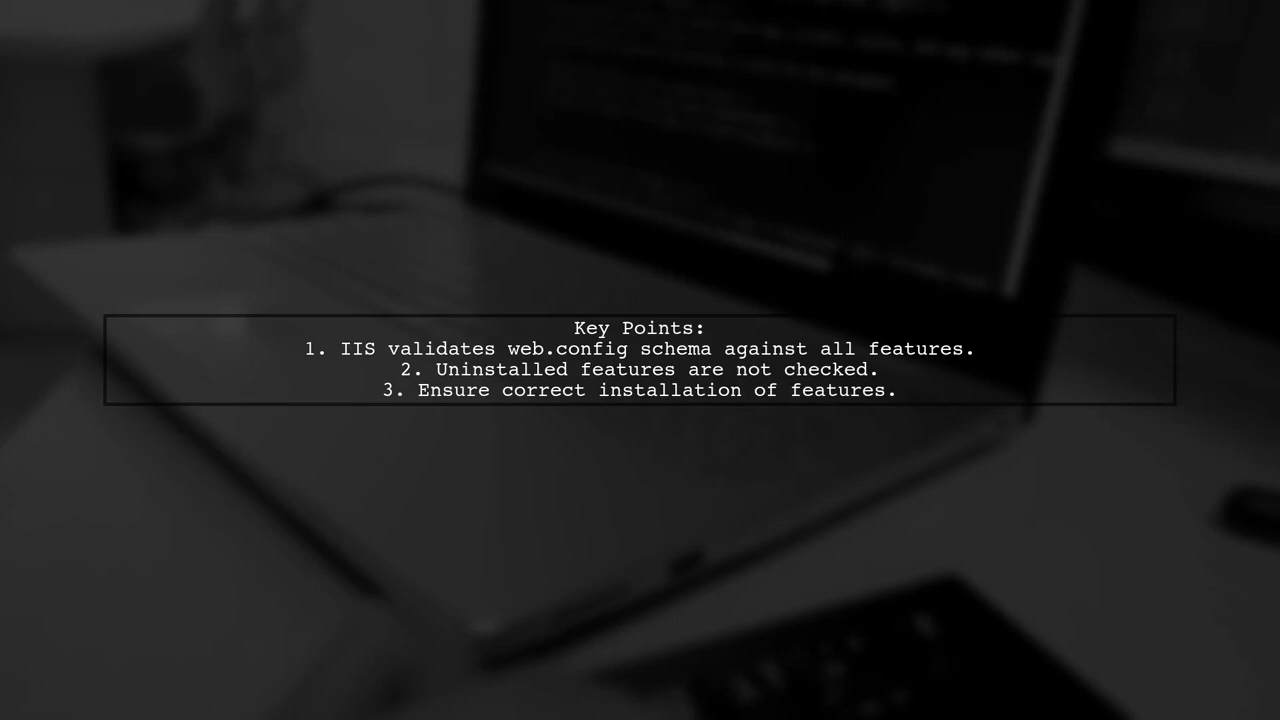 Key Points:
1. IIS validates web.config schema against all features.
2. Uninstalled features are not checked.
3. Ensure correct installation of features.